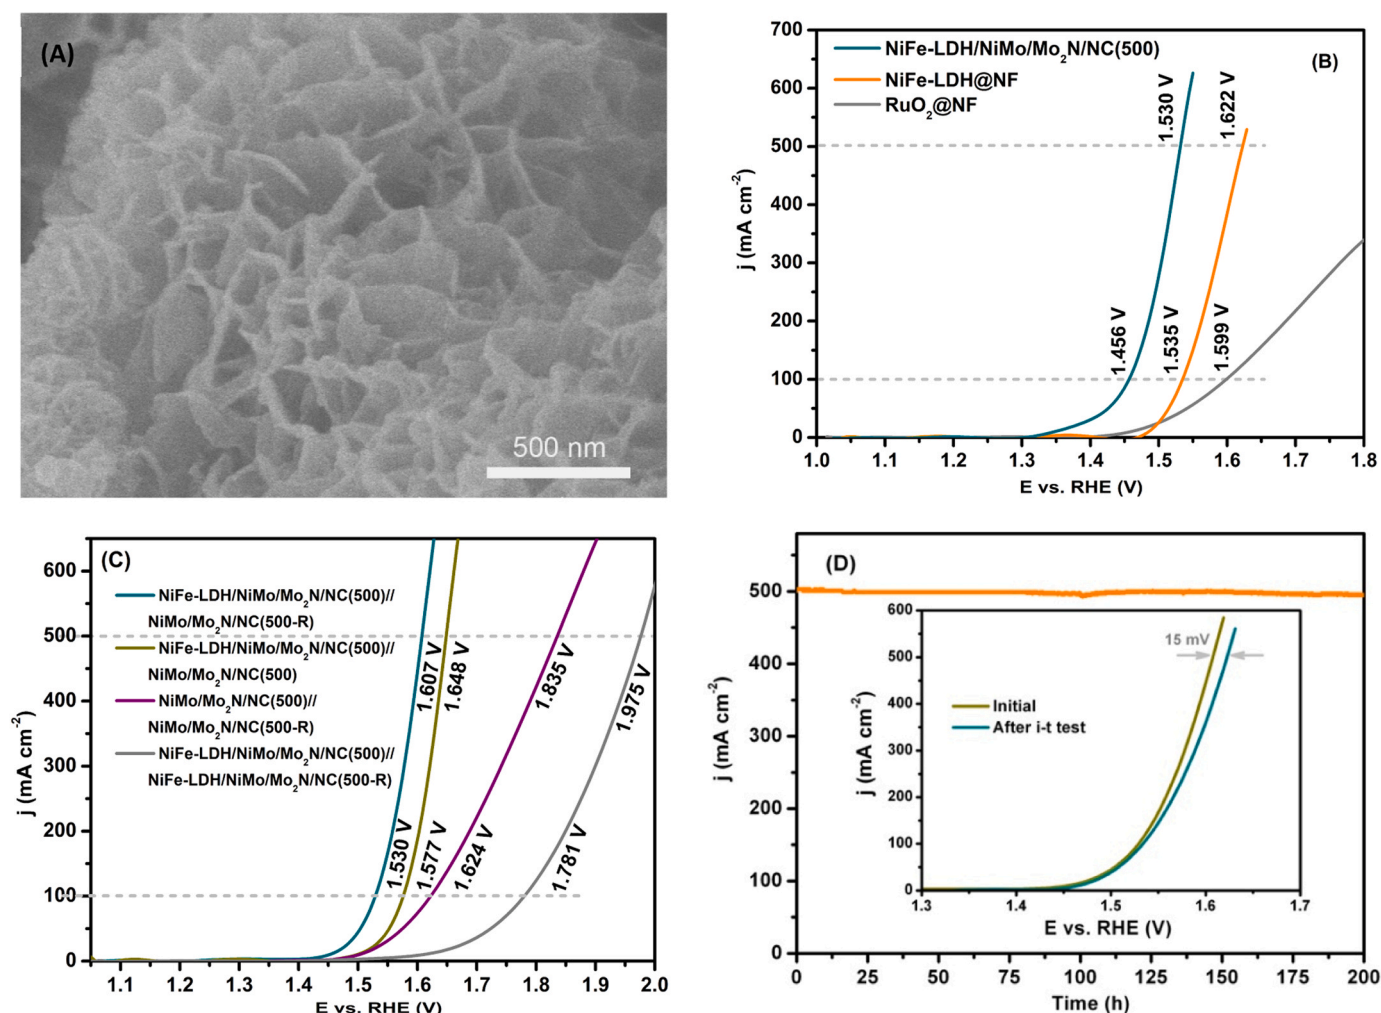 (A)
500 nm
(B)
NiFe-LDH/NiMo/Mo₂N/NC(500)
NiFe-LDH@NF
RuO₂@NF
1.530 V
1.622 V
1.456 V
1.535 V
1.599 V
700
600
500
400
300
200
100
0
j (mA cm⁻²)
1.0 1.1 1.2 1.3 1.4 1.5 1.6 1.7 1.8
E vs. RHE (V)
(C)
NiFe-LDH/NiMo/Mo₂N/NC(500)//
NiMo/Mo₂N/NC(500-R)
NiFe-LDH/NiMo/Mo₂N/NC(500)//
NiMo/Mo₂N/NC(500)
NiMo/Mo₂N/NC(500)//
NiMo/Mo₂N/NC(500-R)
NiFe-LDH/NiMo/Mo₂N/NC(500)//
NiFe-LDH/NiMo/Mo₂N/NC(500-R)
1.607 V
1.648 V
1.835 V
1.975 V
1.530 V
1.577 V
1.624 V
1.781 V
600
500
400
300
200
100
0
j (mA cm⁻²)
1.1 1.2 1.3 1.4 1.5 1.6 1.7 1.8 1.9 2.0
E vs. RHE (V)
(D)
500
400
300
200
100
0
j (mA cm⁻²)
0 25 50 75 100 125 150 175 200
Time (h)
15 mV
Initial
After i-t test
600
500
400
300
200
100
0
j (mA cm⁻²)
1.3 1.4 1.5 1.6 1.7
E vs. RHE (V)